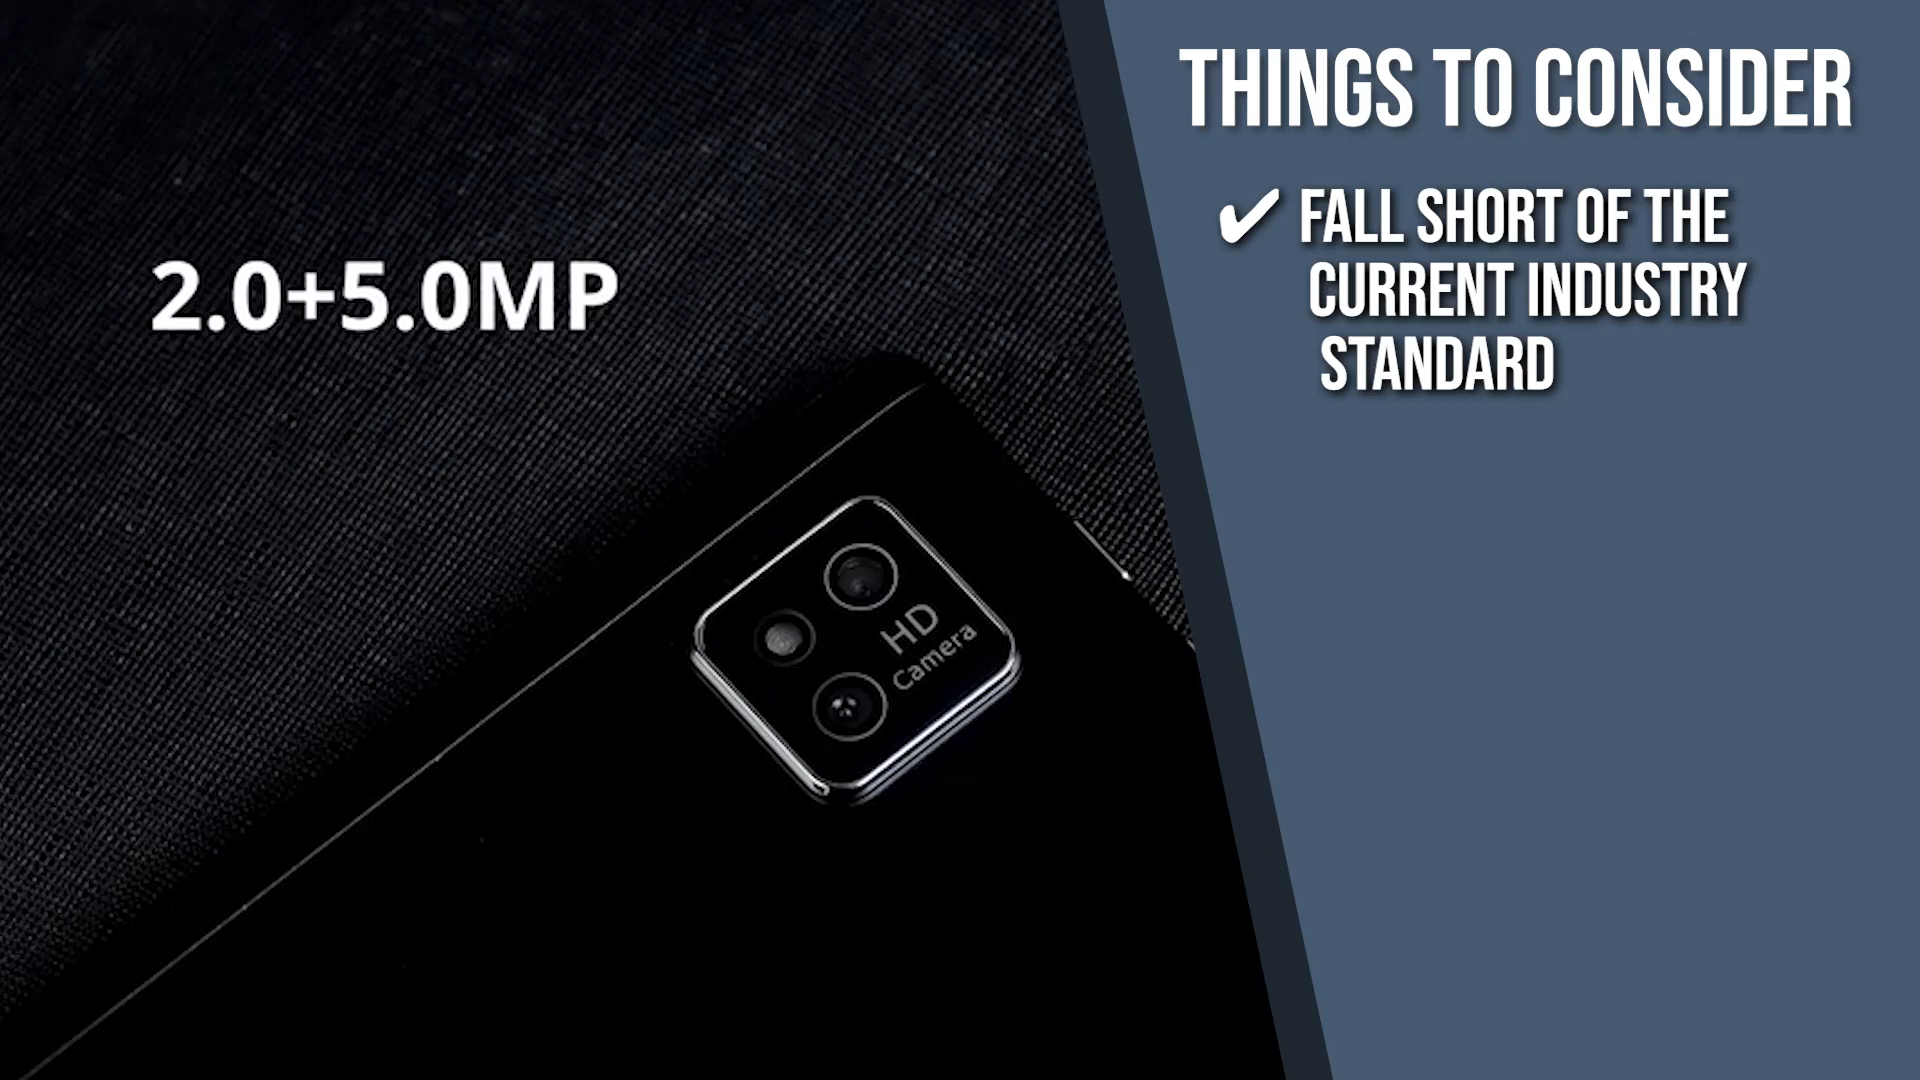 THINGS TO CONSIDER
✔ FALL SHORT OF THE
CURRENT INDUSTRY
STANDARD
2.0+5.0MP
HD
Camera